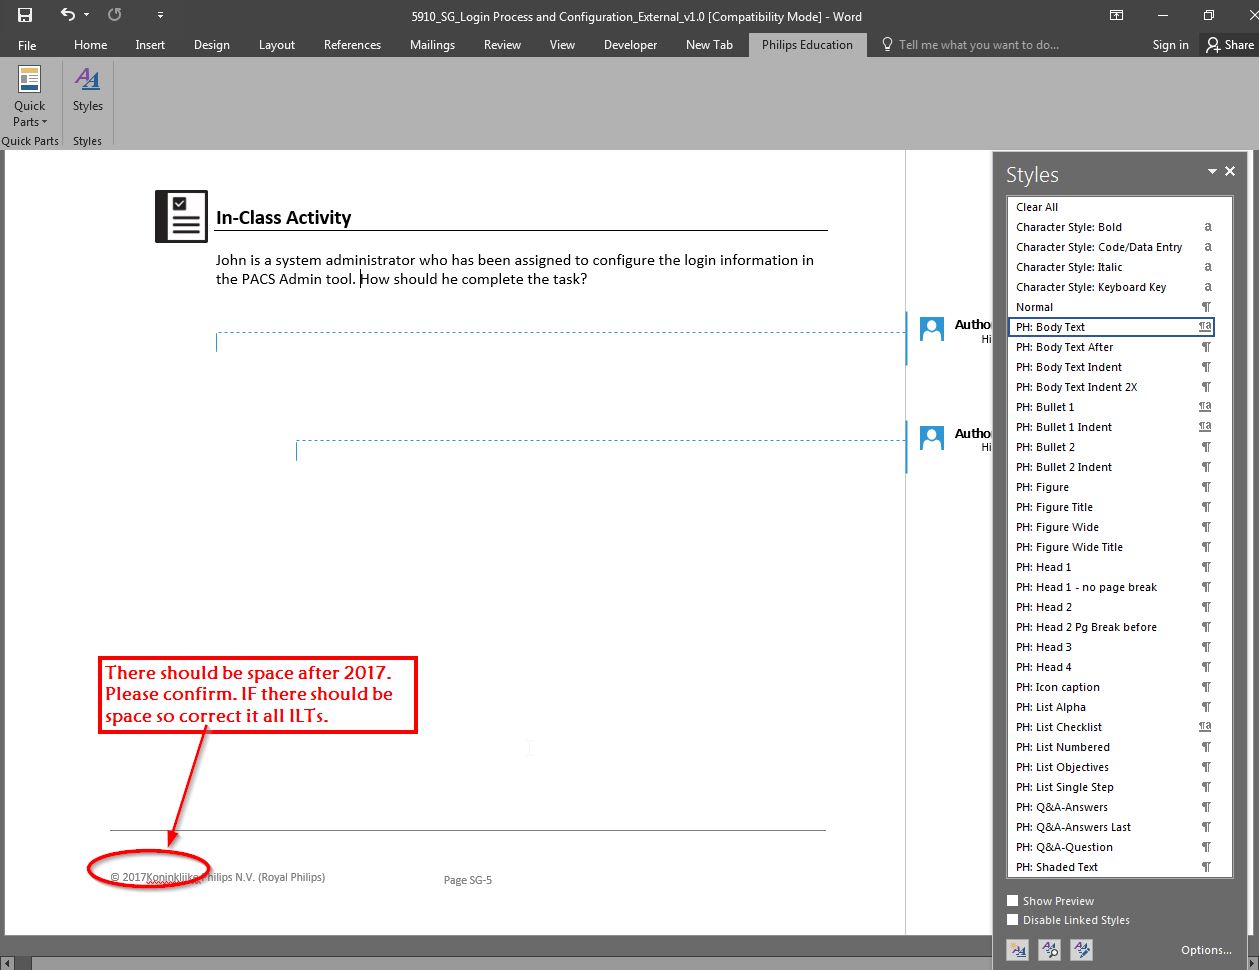 5910_SG_Login Process and Configuration_External_v1.0 [Compatibility Mode] - Word
File Home Insert Design Layout References Mailings Review View Developer New Tab Philips Education Tell me what you want to do... Sign in Share
Quick
Parts
Styles
Quick Parts
Styles
In-Class Activity
John is a system administrator who has been assigned to configure the login information in
the PACS Admin tool. How should he complete the task?
Autho
Hi
Autho
Hi
There should be space after 2017.
Please confirm. IF there should be
space so correct it all ILTs.
© 2017Koninklijke Philips N.V. (Royal Philips)
Page SG-5
Styles
Clear All
Character Style: Bold a
Character Style: Code/Data Entry a
Character Style: Italic a
Character Style: Keyboard Key a
Normal ¶
PH: Body Text ¶a
PH: Body Text After ¶
PH: Body Text Indent ¶
PH: Body Text Indent 2X ¶
PH: Bullet 1 ¶a
PH: Bullet 1 Indent ¶a
PH: Bullet 2 ¶
PH: Bullet 2 Indent ¶
PH: Figure ¶
PH: Figure Title ¶
PH: Figure Wide ¶
PH: Figure Wide Title ¶
PH: Head 1 ¶
PH: Head 1 - no page break ¶
PH: Head 2 ¶
PH: Head 2 Pg Break before ¶
PH: Head 3 ¶
PH: Head 4 ¶
PH: Icon caption ¶
PH: List Alpha ¶
PH: List Checklist ¶a
PH: List Numbered ¶
PH: List Objectives ¶
PH: List Single Step ¶
PH: Q&A-Answers ¶
PH: Q&A-Answers Last ¶
PH: Q&A-Question ¶
PH: Shaded Text ¶
Show Preview
Disable Linked Styles
Options...